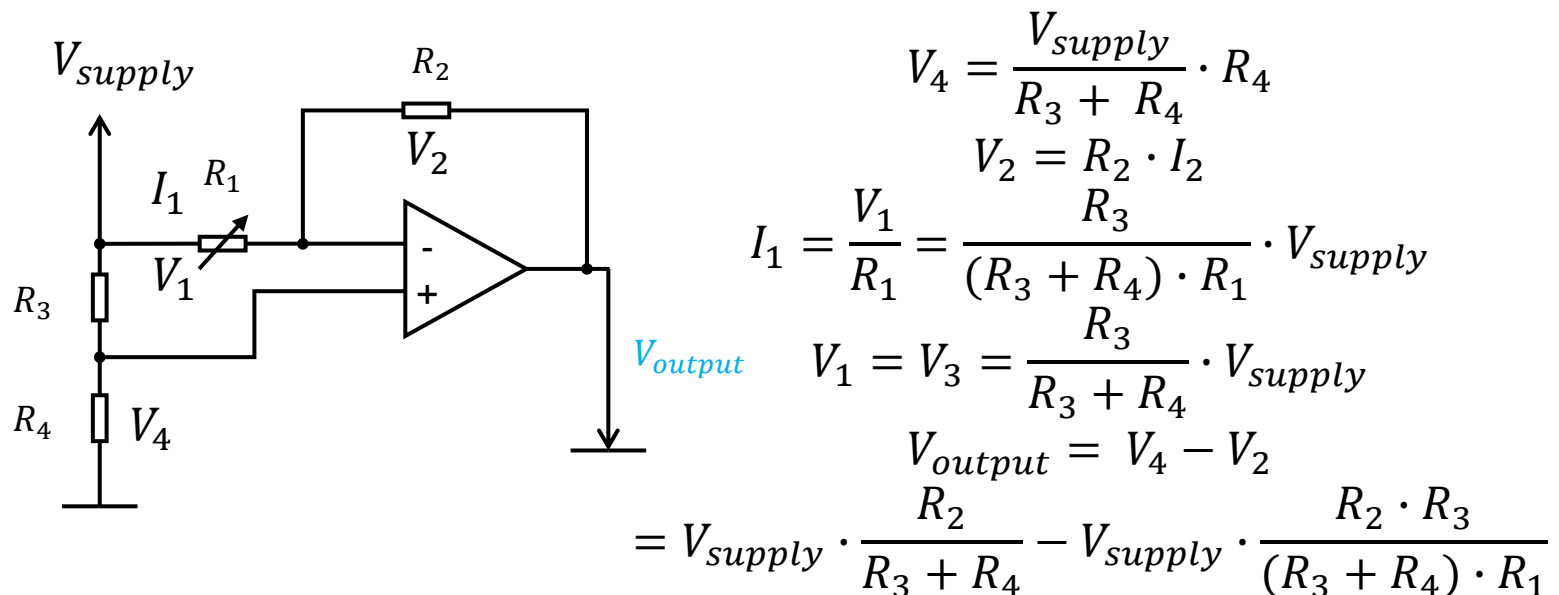 V_supply
R_2
V_2
I_1 R_1
V_1
-
+
R_3
R_4 V_4
V_output
V_4 = V_supply / (R_3 + R_4) · R_4
V_2 = R_2 · I_2
I_1 = V_1 / R_1 = R_3 / ((R_3 + R_4) · R_1) · V_supply
V_1 = V_3 = R_3 / (R_3 + R_4) · V_supply
V_output = V_4 − V_2
= V_supply · R_2 / (R_3 + R_4) − V_supply · (R_2 · R_3) / ((R_3 + R_4) · R_1)